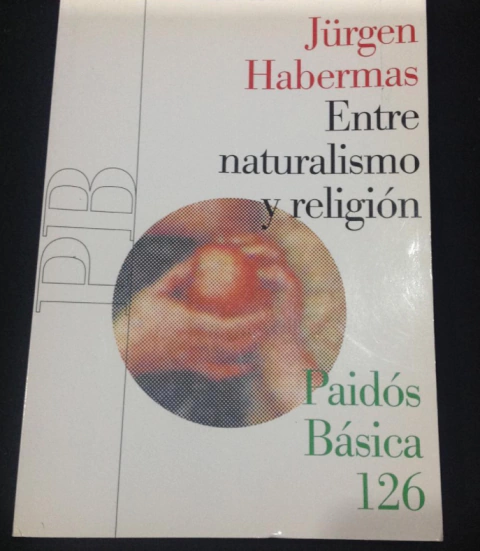 Jürgen
Habermas
Entre
naturalismo
y religión
PB
Paidós
Básica
126